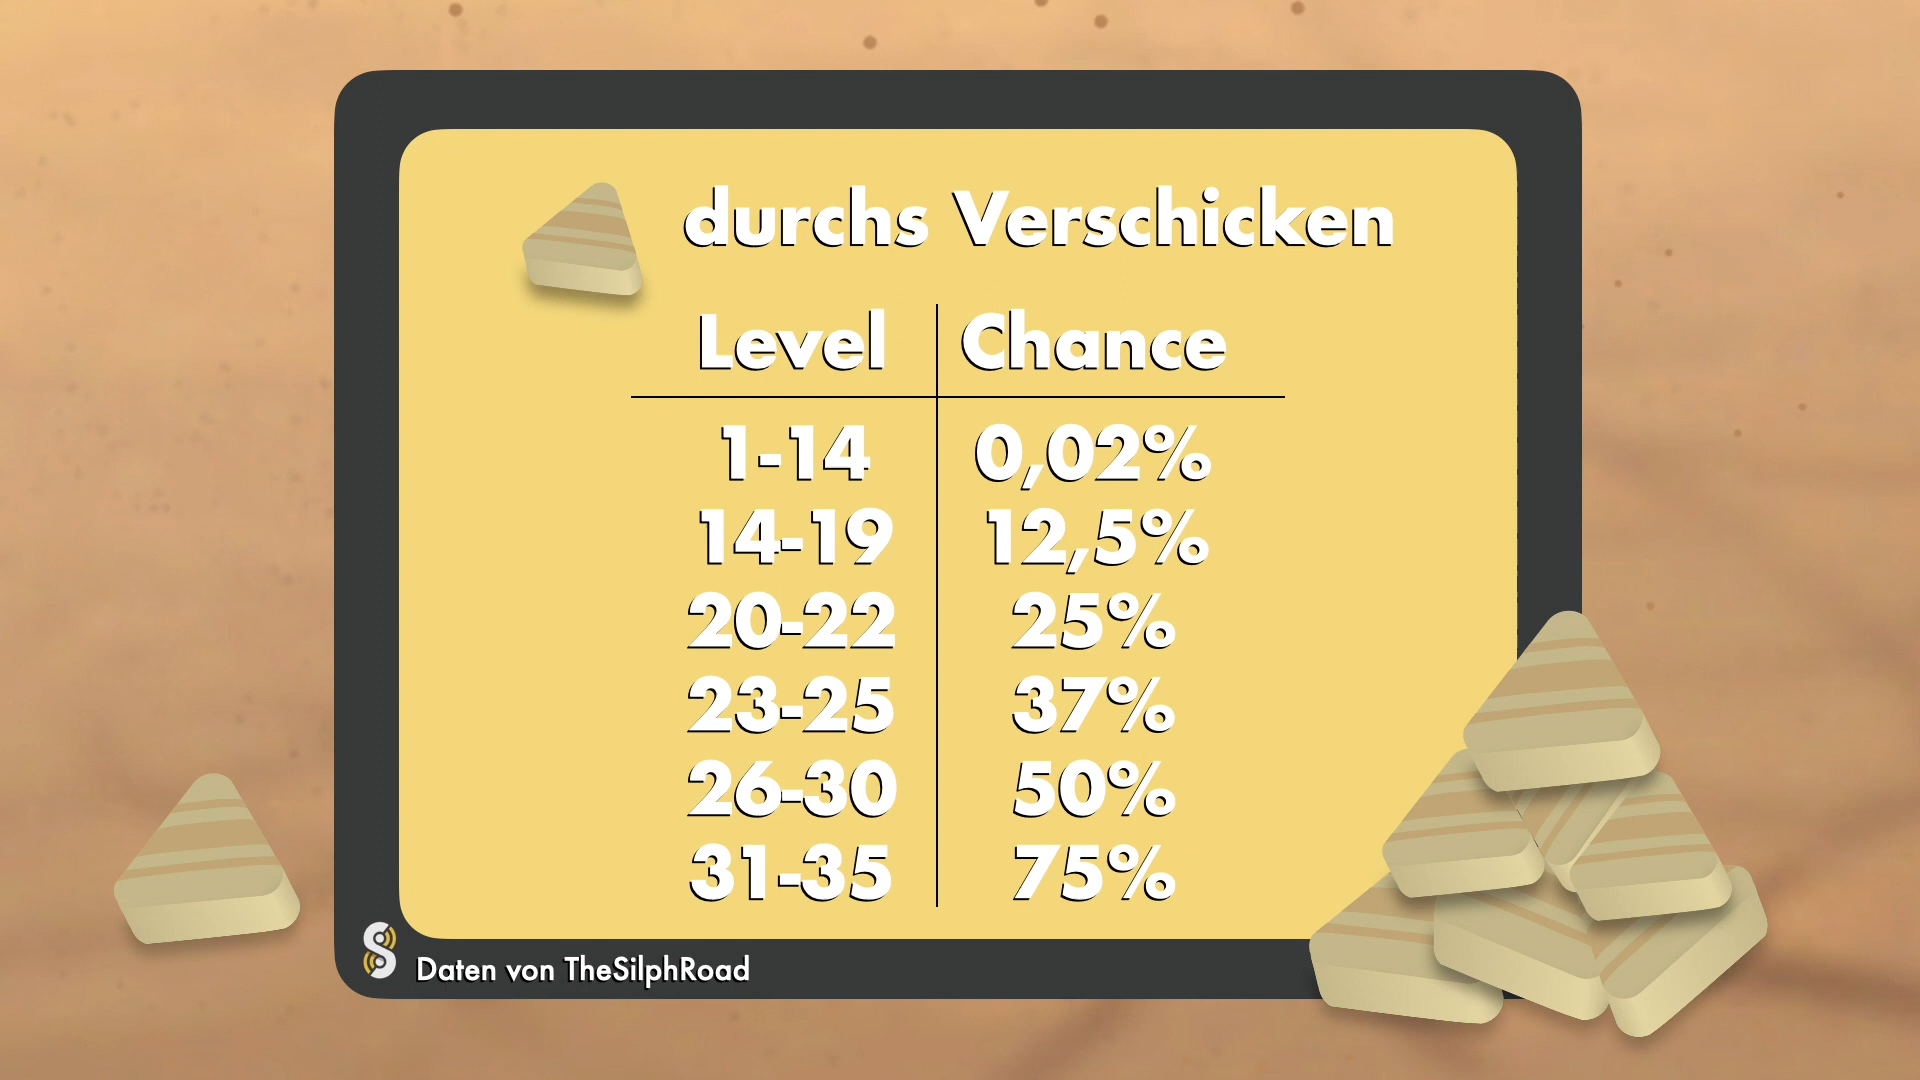 durchs Verschicken
Level Chance
1-14 0,02%
14-19 12,5%
20-22 25%
23-25 37%
26-30 50%
31-35 75%
Daten von TheSilphRoad